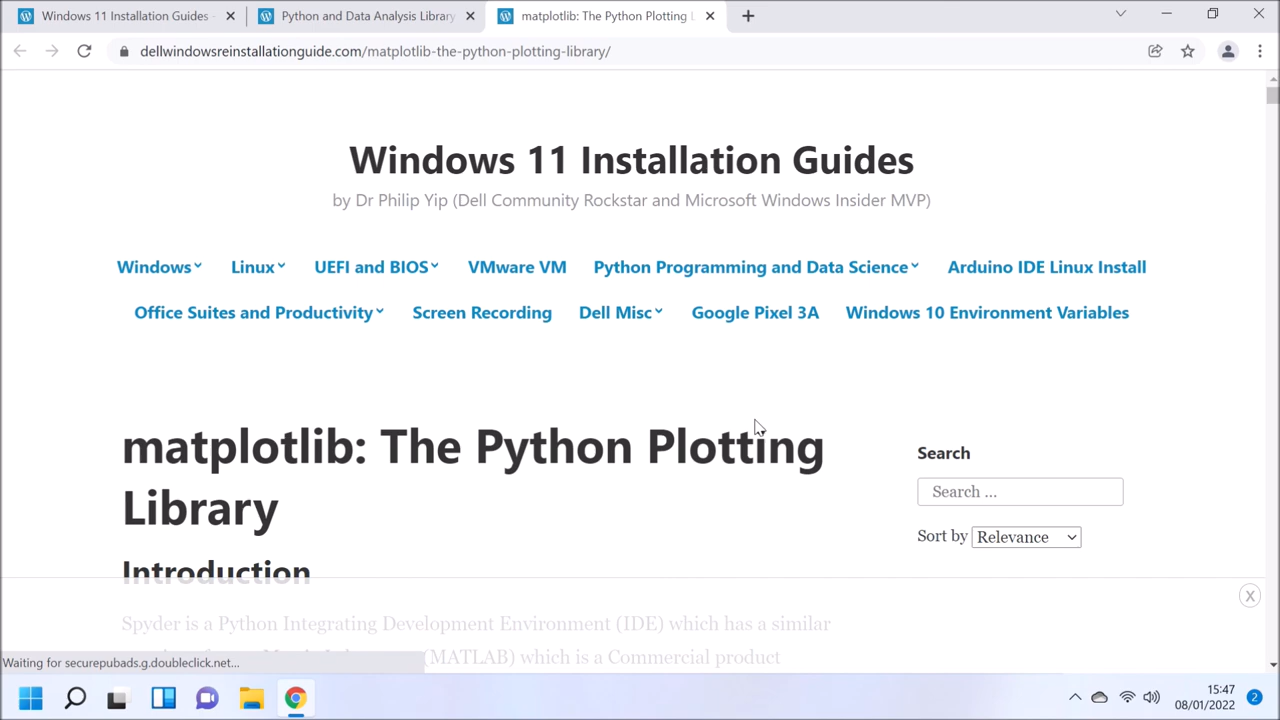 Windows 11 Installation Guides -
Python and Data Analysis Library
matplotlib: The Python Plotting L
dellwindowsreinstallationguide.com/matplotlib-the-python-plotting-library/
Windows 11 Installation Guides
by Dr Philip Yip (Dell Community Rockstar and Microsoft Windows Insider MVP)
Windows Linux UEFI and BIOS VMware VM Python Programming and Data Science Arduino IDE Linux Install
Office Suites and Productivity Screen Recording Dell Misc Google Pixel 3A Windows 10 Environment Variables
matplotlib: The Python Plotting
Library
Search
Search ...
Sort by Relevance
Introduction
X
Spyder is a Python Integrating Development Environment (IDE) which has a similar
(MATLAB) which is a Commercial product
Waiting for securepubads.g.doubleclick.net...
15:47
08/01/2022
2